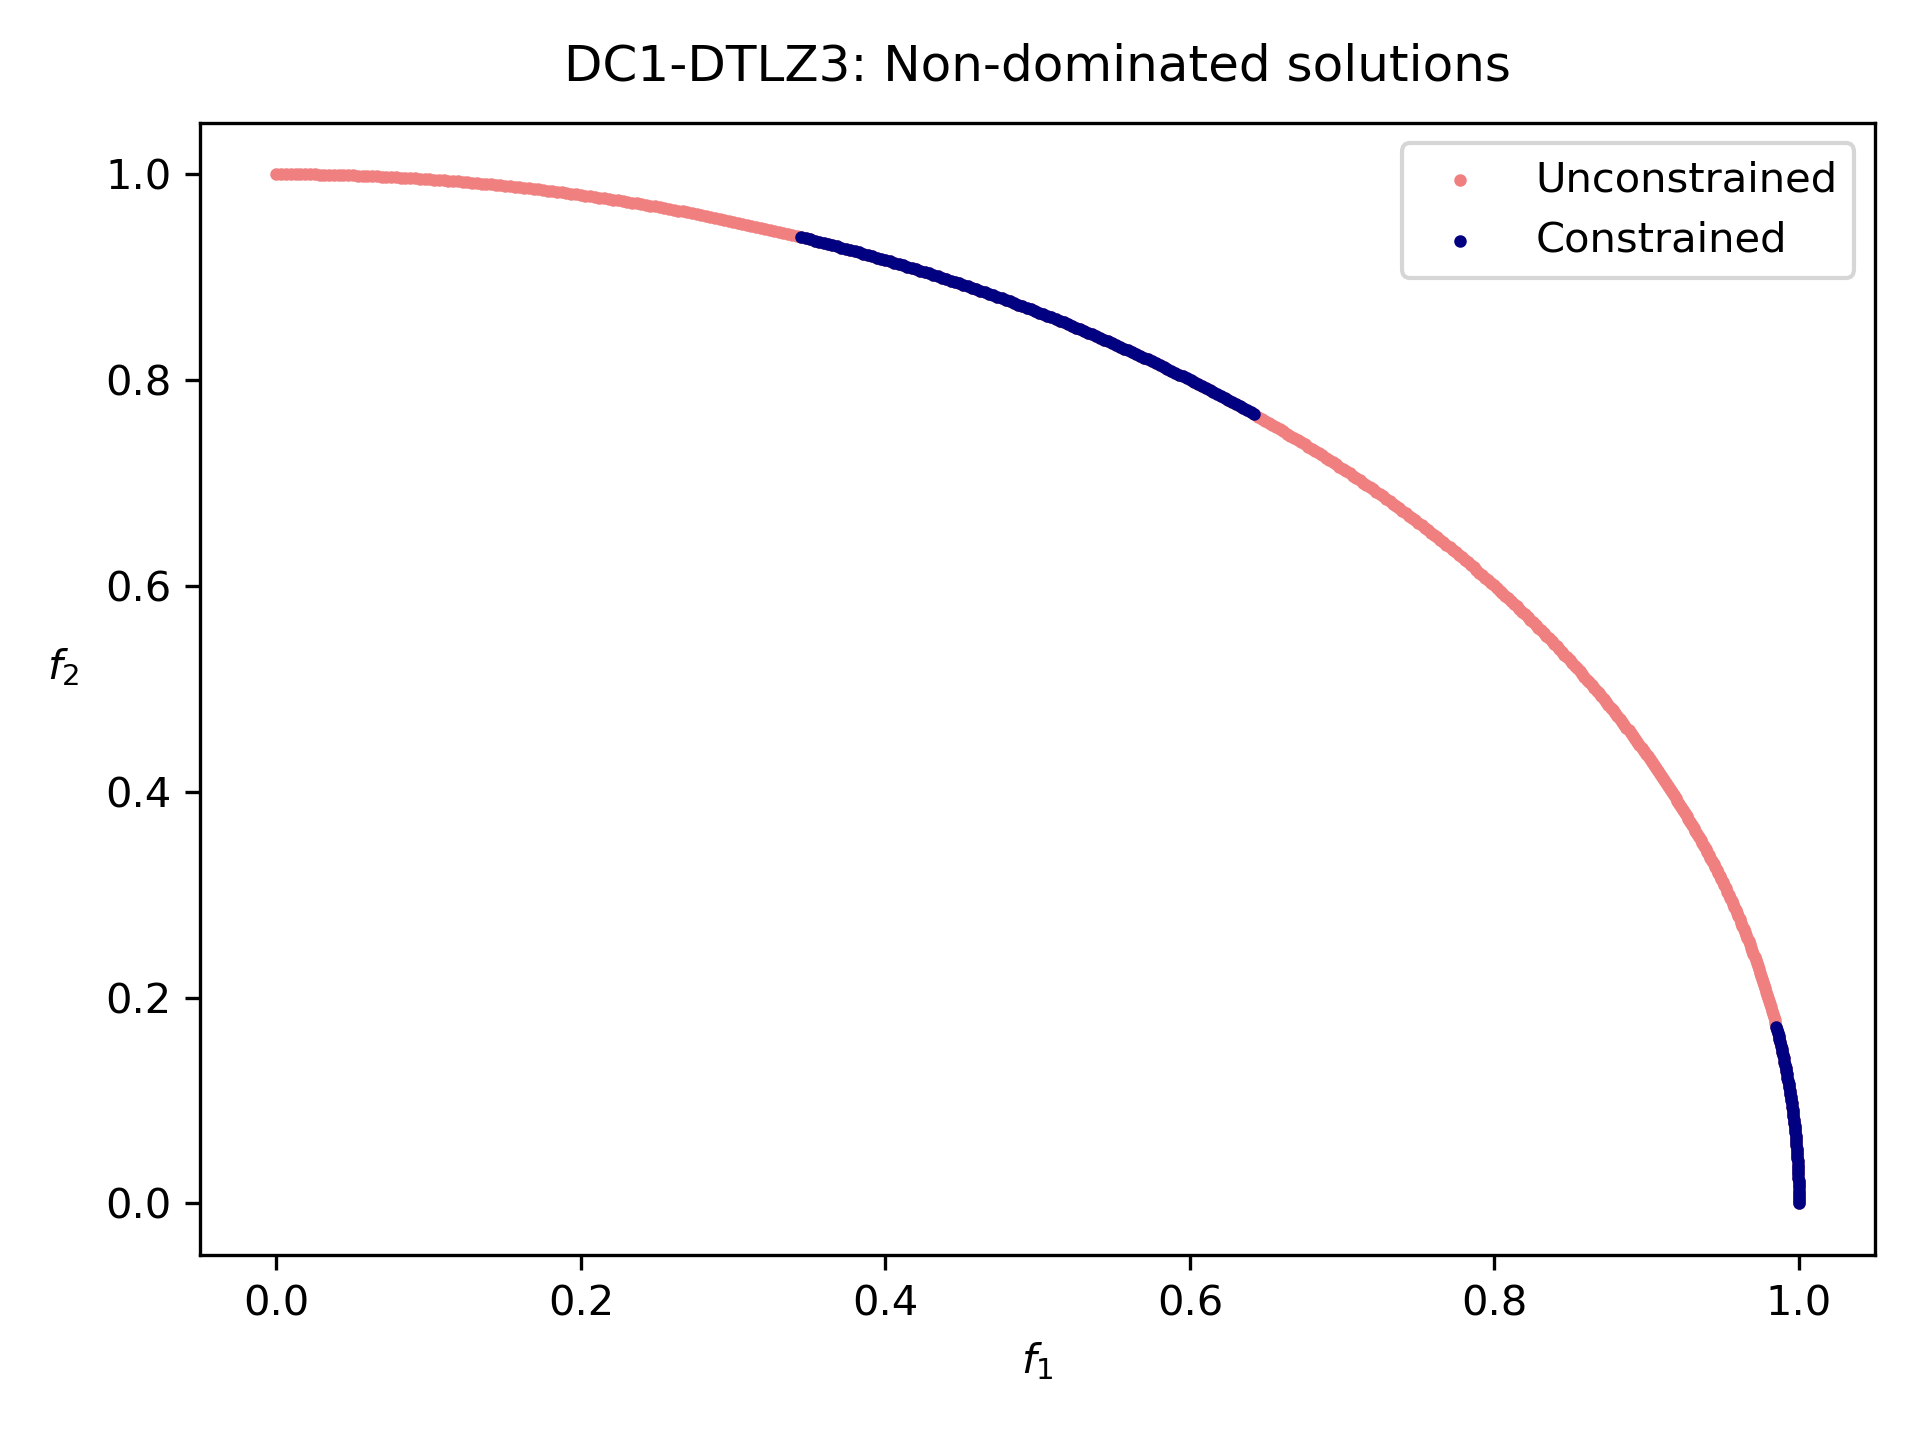 DC1-DTLZ3: Non-dominated solutions
Unconstrained
Constrained
1.0
0.8
0.6
0.4
0.2
0.0
f₂
0.0 0.2 0.4 0.6 0.8 1.0
f₁